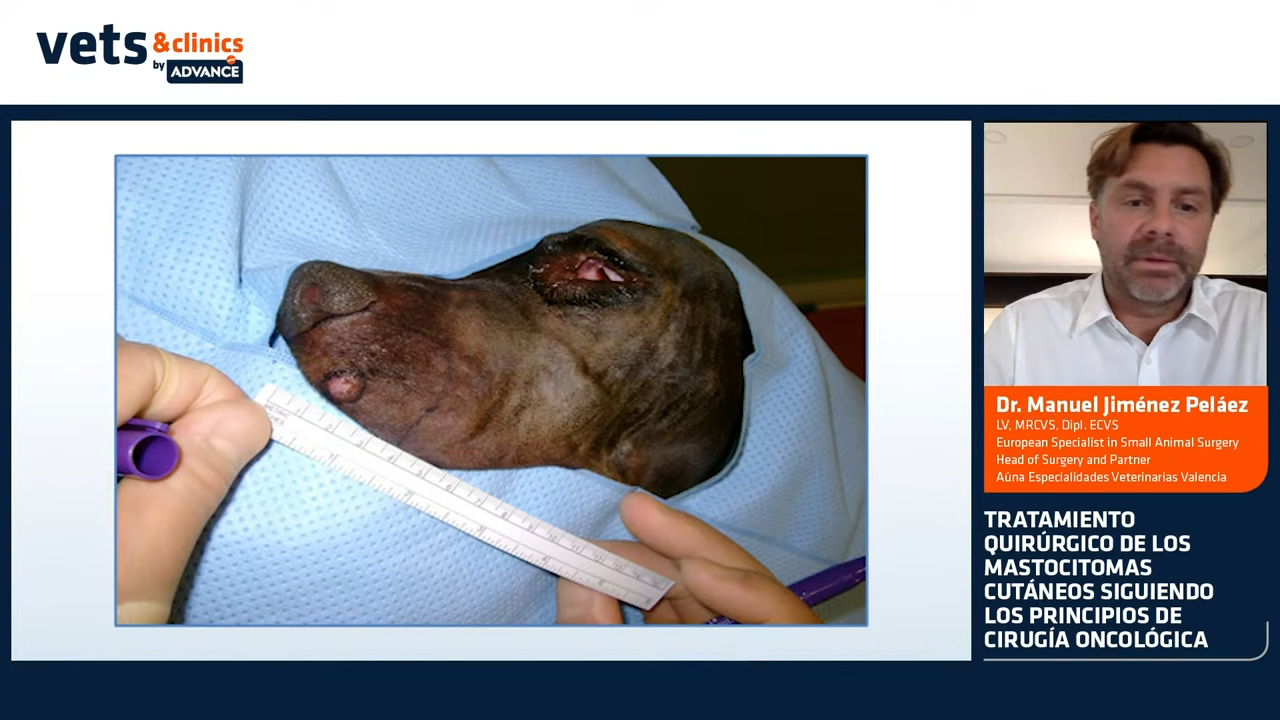 vets &clinics
by ADVANCE
Dr. Manuel Jiménez Peláez
LV, MRCVS, Dipl. ECVS
European Specialist in Small Animal Surgery
Head of Surgery and Partner
Aúna Especialidades Veterinarias Valencia
TRATAMIENTO
QUIRÚRGICO DE LOS
MASTOCITOMAS
CUTÁNEOS SIGUIENDO
LOS PRINCIPIOS DE
CIRUGÍA ONCOLÓGICA